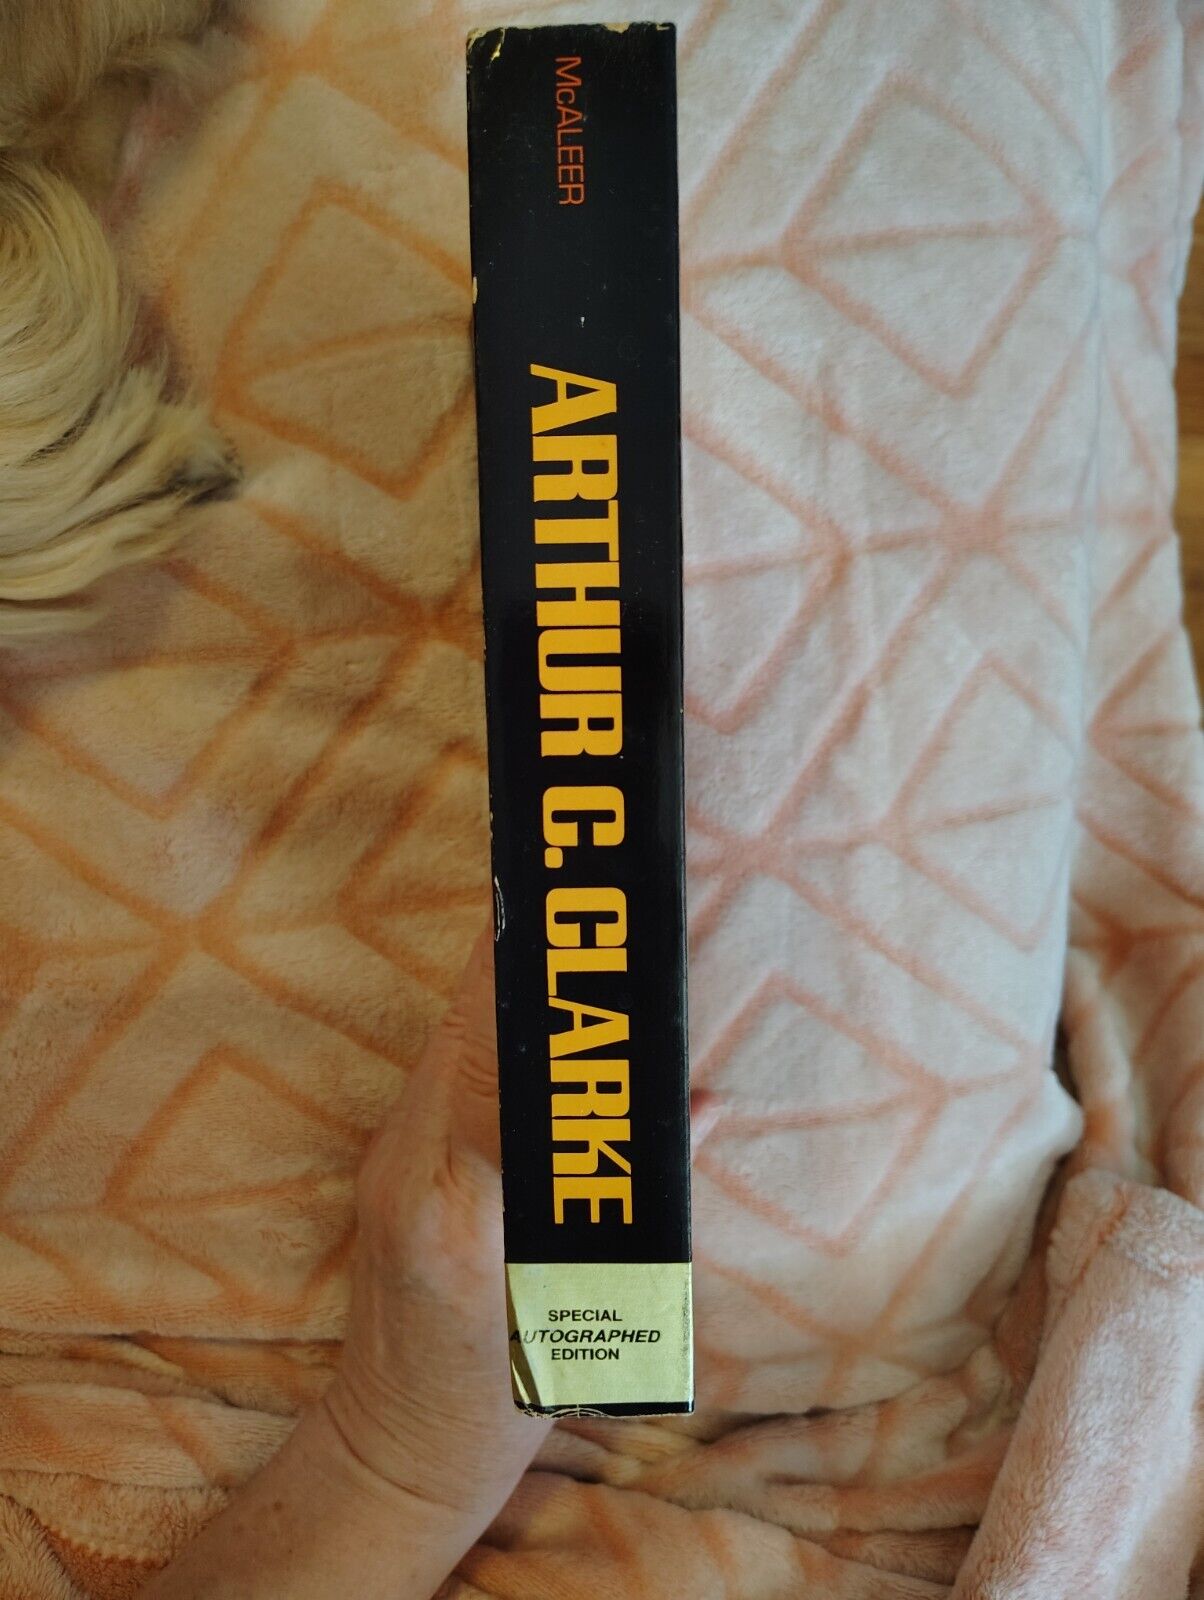 McALEER
ARTHUR C. CLARKE
SPECIAL
AUTOGRAPHED
EDITION